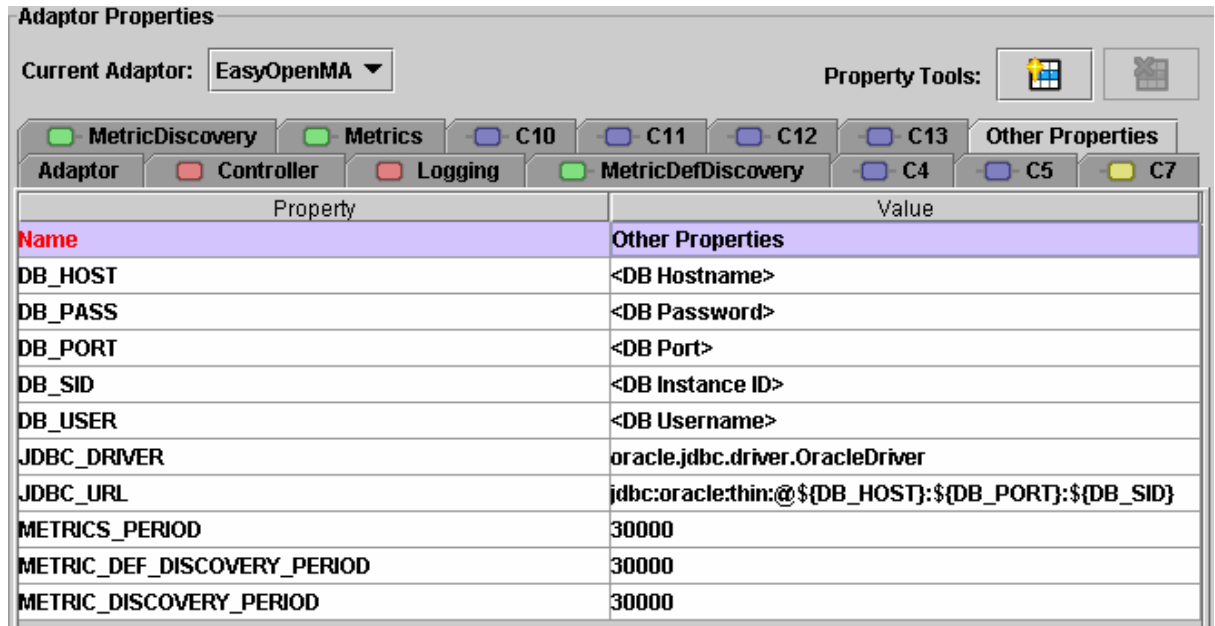 Adaptor Properties
Current Adaptor: EasyOpenMA Property Tools:
MetricDiscovery Metrics C10 C11 C12 C13 Other Properties
Adaptor Controller Logging MetricDefDiscovery C4 C5 C7
Property Value
Name Other Properties
DB_HOST <DB Hostname>
DB_PASS <DB Password>
DB_PORT <DB Port>
DB_SID <DB Instance ID>
DB_USER <DB Username>
JDBC_DRIVER oracle.jdbc.driver.OracleDriver
JDBC_URL jdbc:oracle:thin:@${DB_HOST}:${DB_PORT}:${DB_SID}
METRICS_PERIOD 30000
METRIC_DEF_DISCOVERY_PERIOD 30000
METRIC_DISCOVERY_PERIOD 30000